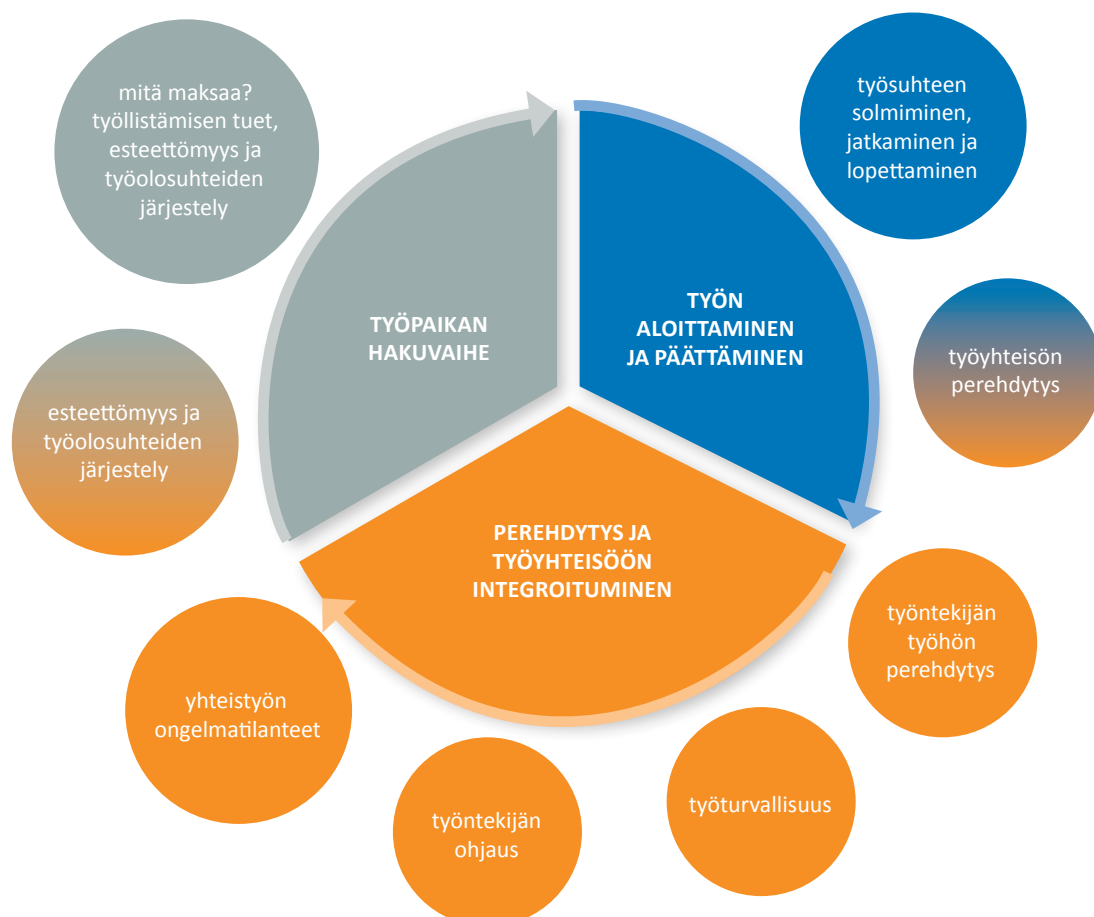 mitä maksaa?
työllistämisen tuet,
esteettömyys ja
työolosuhteiden
järjestely
työsuhteen
solmiminen,
jatkaminen ja
lopettaminen
TYÖPAIKAN
HAKUVAIHE
TYÖN
ALOITTAMINEN
JA PÄÄTTÄMINEN
työyhteisön
perehdytys
esteettömyys ja
työolosuhteiden
järjestely
PEREHDYTYS JA
TYÖYHTEISÖÖN
INTEGROITUMINEN
työntekijän
työhön
perehdytys
yhteistyön
ongelmatilanteet
työturvallisuus
työntekijän
ohjaus